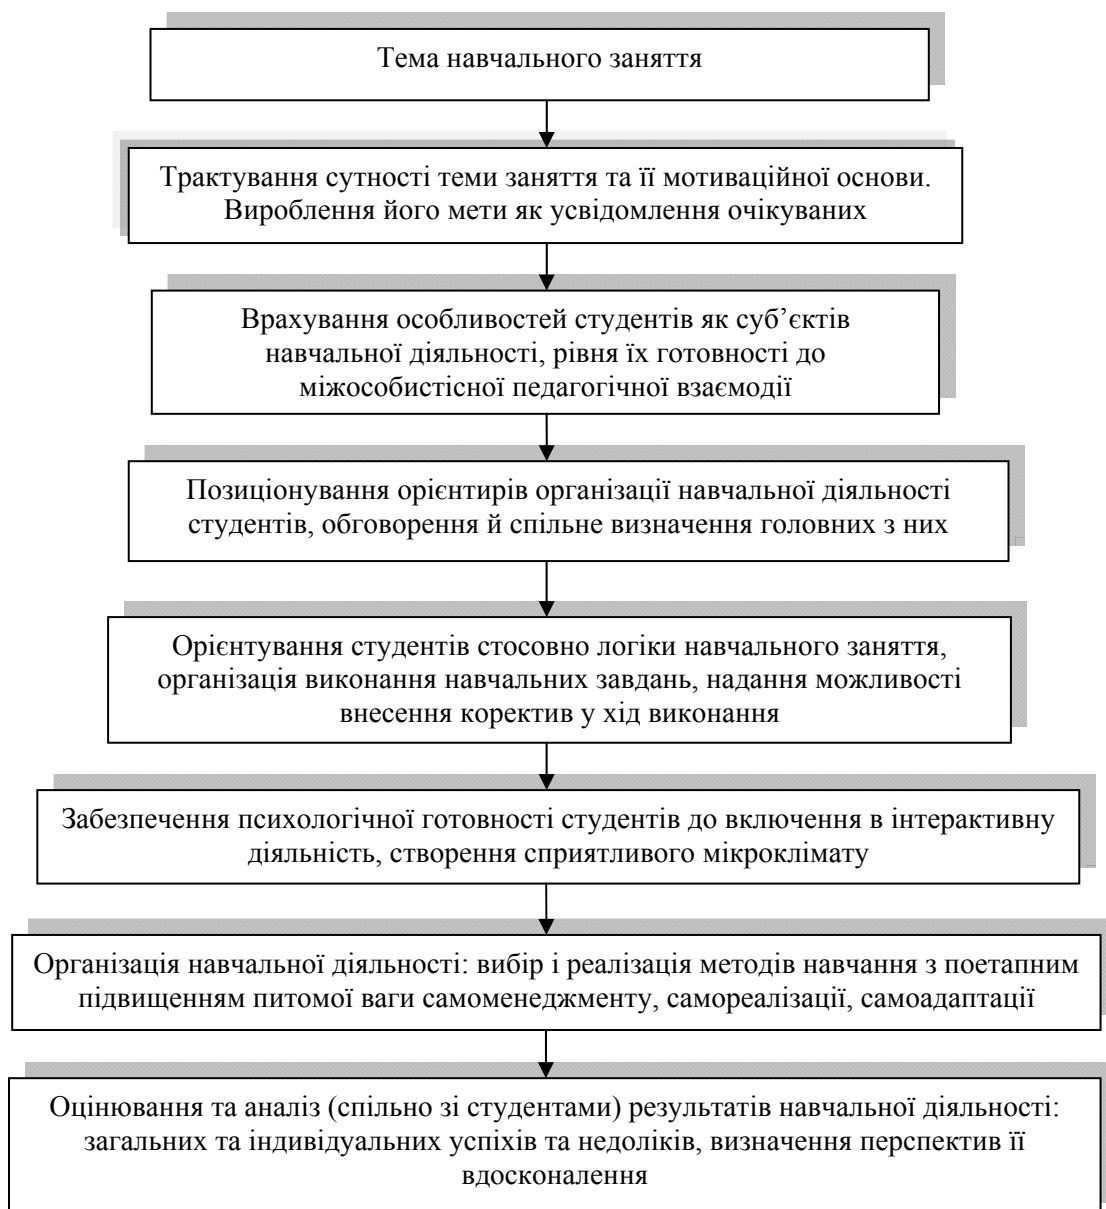 Тема навчального заняття
Трактування сутності теми заняття та її мотиваційної основи.
Вироблення його мети як усвідомлення очікуваних
Врахування особливостей студентів як суб’єктів
навчальної діяльності, рівня їх готовності до
міжособистісної педагогічної взаємодії
Позиціонування орієнтирів організації навчальної діяльності
студентів, обговорення й спільне визначення головних з них
Орієнтування студентів стосовно логіки навчального заняття,
організація виконання навчальних завдань, надання можливості
внесення коректив у хід виконання
Забезпечення психологічної готовності студентів до включення в інтерактивну
діяльність, створення сприятливого мікроклімату
Організація навчальної діяльності: вибір і реалізація методів навчання з поетапним
підвищенням питомої ваги самоменеджменту, самореалізації, самоадаптації
Оцінювання та аналіз (спільно зі студентами) результатів навчальної діяльності:
загальних та індивідуальних успіхів та недоліків, визначення перспектив її
вдосконалення